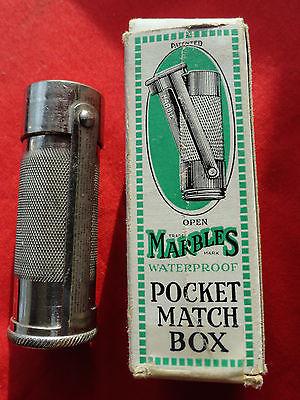 PATENTED
OPEN
MARBLES
TRADE MARK
WATERPROOF
POCKET
MATCH
BOX